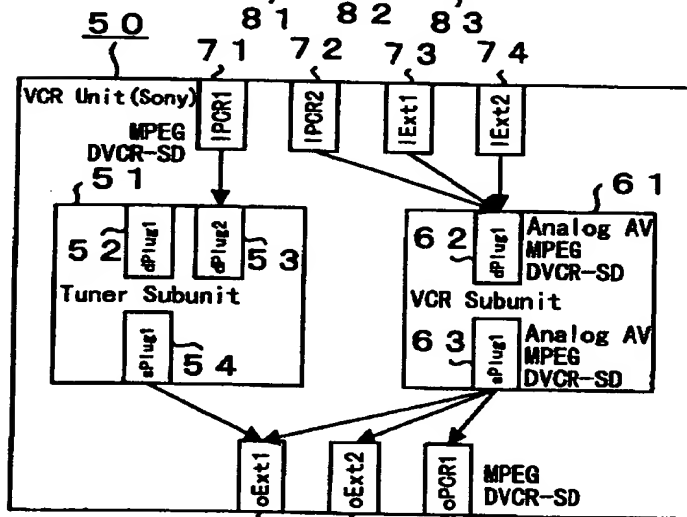 50
81 82 83
71 72 73 74
VCR Unit(Sony)
IPCR1
IPCR2
IExt1
IExt2
MPEG
DVCR-SD
51
61
52
dPlug1
dPlug2
53
62
dPlug1
Analog AV
MPEG
DVCR-SD
Tuner Subunit
VCR Subunit
sPlug1
54
63
sPlug1
Analog AV
MPEG
DVCR-SD
oExt1
oExt2
oPCR1
MPEG
DVCR-SD